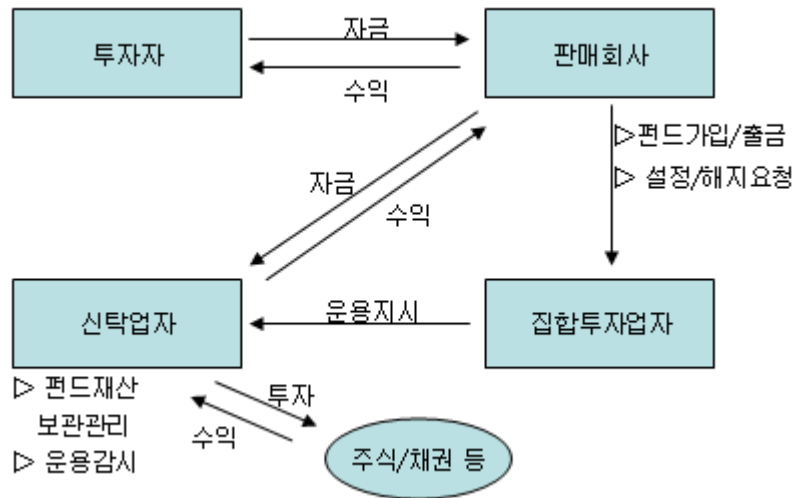 투자자
자금
수익
판매회사
▷펀드가입/출금
▷ 설정/해지요청
자금
수익
신탁업자
운용지시
집합투자업자
▷ 펀드재산
보관관리
▷ 운용감시
투자
수익
주식/채권 등